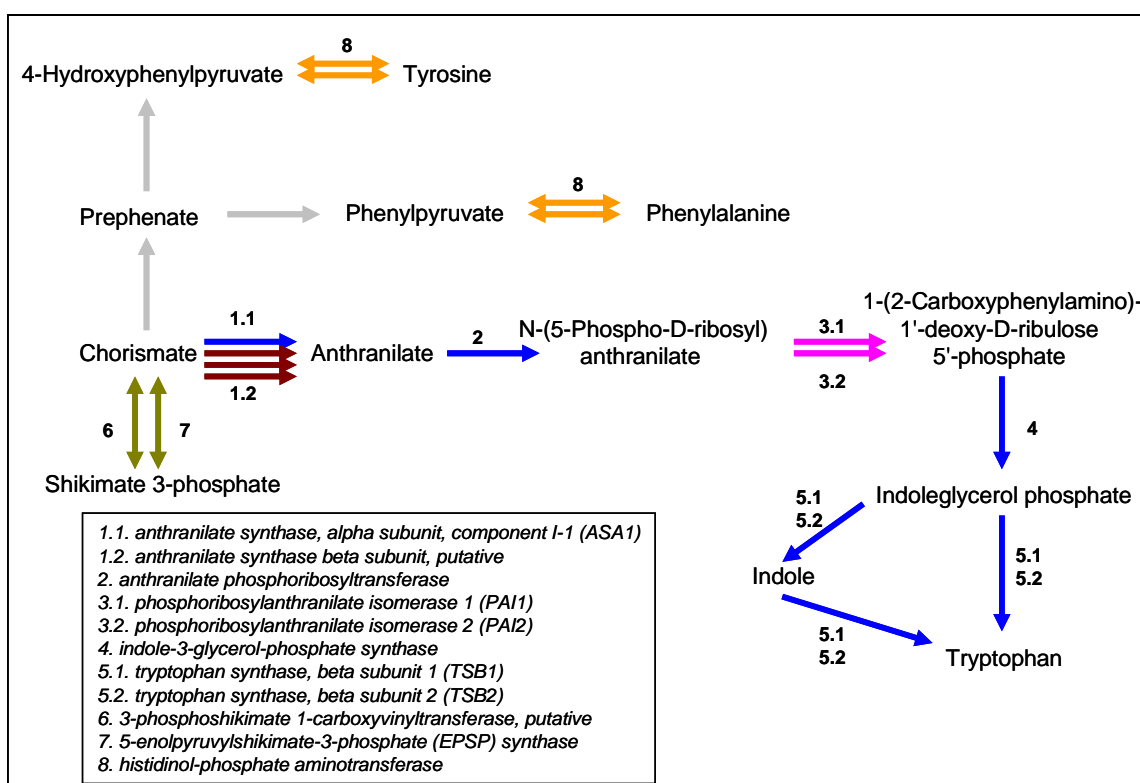 8
4-Hydroxyphenylpyruvate
Tyrosine
8
Prephenate
Phenylpyruvate
Phenylalanine
1.1
Chorismate
1.2
Anthranilate
2
N-(5-Phospho-D-ribosyl)
anthranilate
3.1
3.2
1-(2-Carboxyphenylamino)-
1'-deoxy-D-ribulose
5'-phosphate
6
7
4
Shikimate 3-phosphate
Indoleglycerol phosphate
5.1
5.2
5.1
5.2
Indole
5.1
5.2
Tryptophan
1.1. anthranilate synthase, alpha subunit, component I-1 (ASA1)
1.2. anthranilate synthase beta subunit, putative
2. anthranilate phosphoribosyltransferase
3.1. phosphoribosylanthranilate isomerase 1 (PAI1)
3.2. phosphoribosylanthranilate isomerase 2 (PAI2)
4. indole-3-glycerol-phosphate synthase
5.1. tryptophan synthase, beta subunit 1 (TSB1)
5.2. tryptophan synthase, beta subunit 2 (TSB2)
6. 3-phosphoshikimate 1-carboxyvinyltransferase, putative
7. 5-enolpyruvylshikimate-3-phosphate (EPSP) synthase
8. histidinol-phosphate aminotransferase